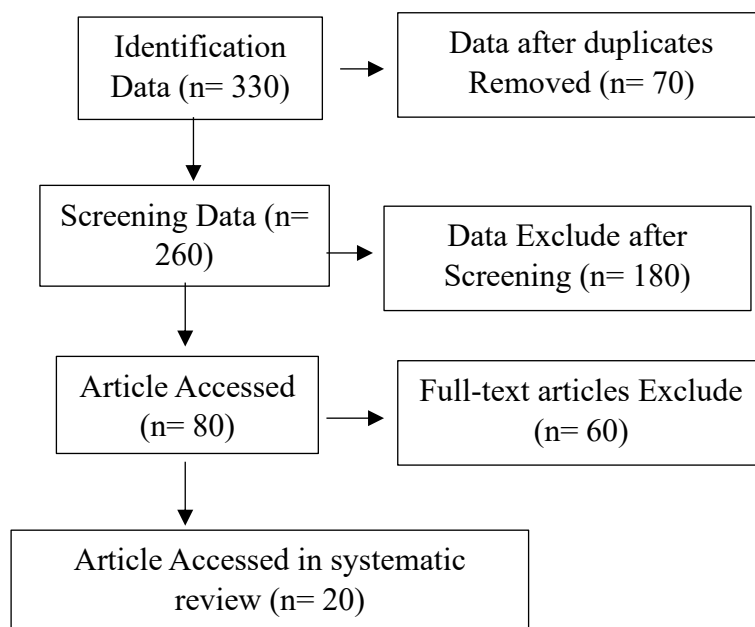 Identification
Data (n= 330)
Data after duplicates
Removed (n= 70)
Screening Data (n=
260)
Data Exclude after
Screening (n= 180)
Article Accessed
(n= 80)
Full-text articles Exclude
(n= 60)
Article Accessed in systematic
review (n= 20)